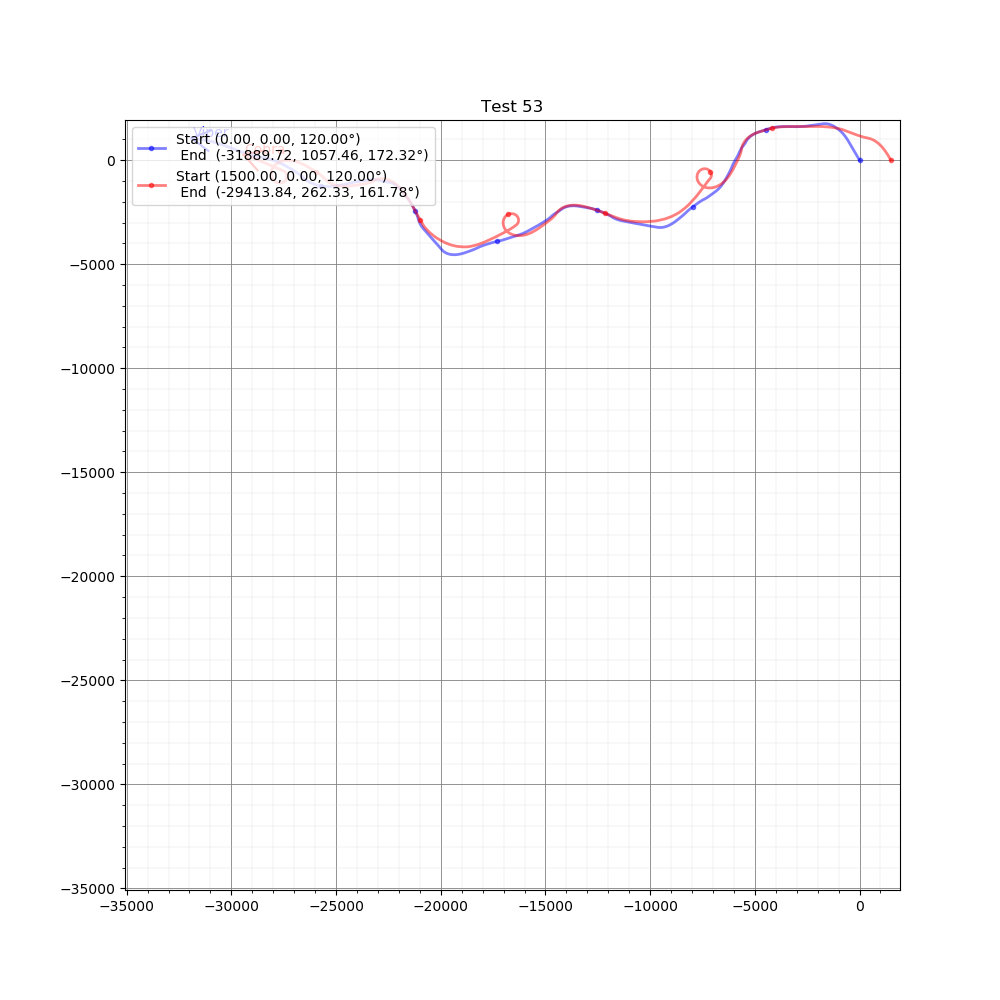 Test 53
Viper
Start (0.00, 0.00, 120.00°)
End (-31889.72, 1057.46, 172.32°)
Start (1500.00, 0.00, 120.00°)
End (-29413.84, 262.33, 161.78°)
0
−5000
−10000
−15000
−20000
−25000
−30000
−35000
−35000 −30000 −25000 −20000 −15000 −10000 −5000 0